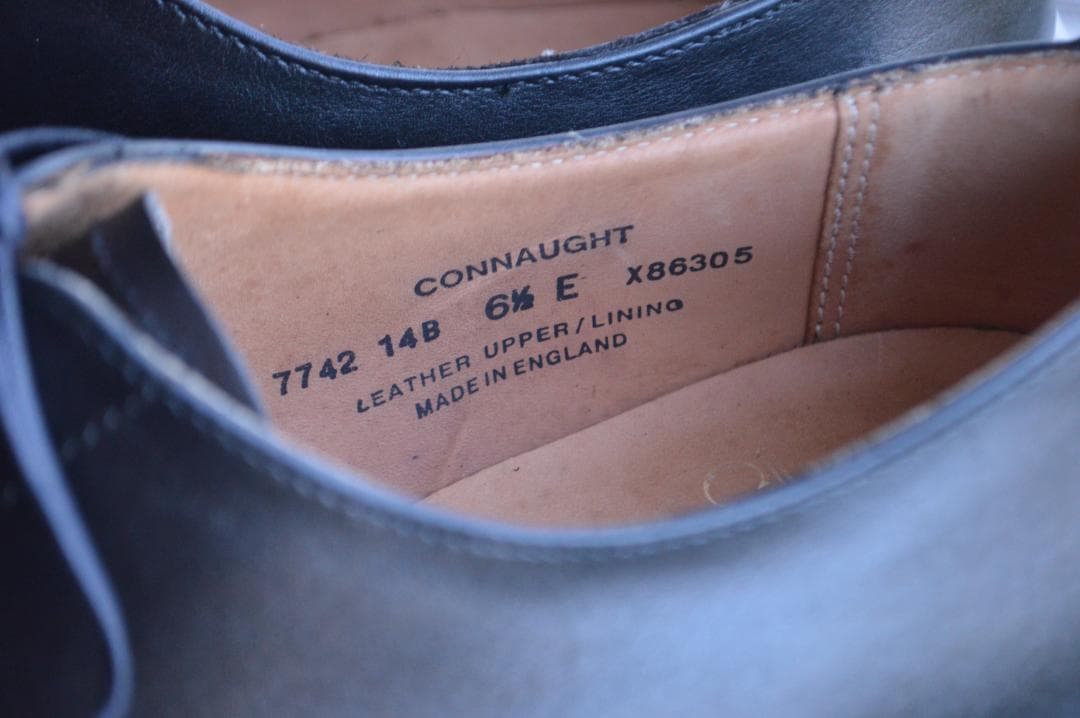 CONNAUGHT
7742 14B 6½ E X86305
LEATHER UPPER/LINING
MADE IN ENGLAND